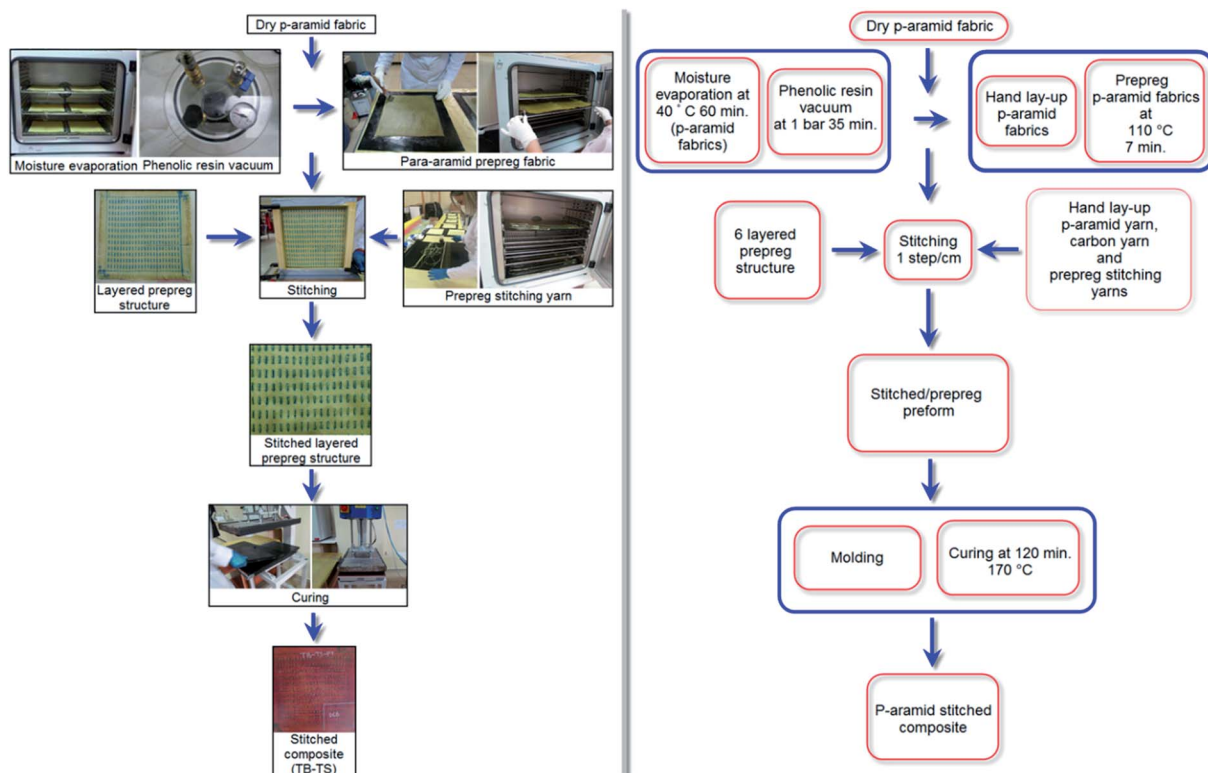 Dry p-aramid fabric
Moisture evaporation
Phenolic resin vacuum
Para-aramid prepreg fabric
Layered prepreg
structure
Stitching
Prepreg stitching yarn
Stitched layered
prepreg structure
Curing
Stitched
composite
(TB-TS)
Dry p-aramid fabric
Moisture
evaporation at
40 ˚ C 60 min.
(p-aramid
fabrics)
Phenolic resin
vacuum
at 1 bar 35 min.
Hand lay-up
p-aramid
fabrics
Prepreg
p-aramid fabrics
at
110 °C
7 min.
6 layered
prepreg
structure
Stitching
1 step/cm
Hand lay-up
p-aramid yarn,
carbon yarn
and
prepreg stitching
yarns
Stitched/prepreg
preform
Molding
Curing at 120 min.
170 °C
P-aramid stitched
composite